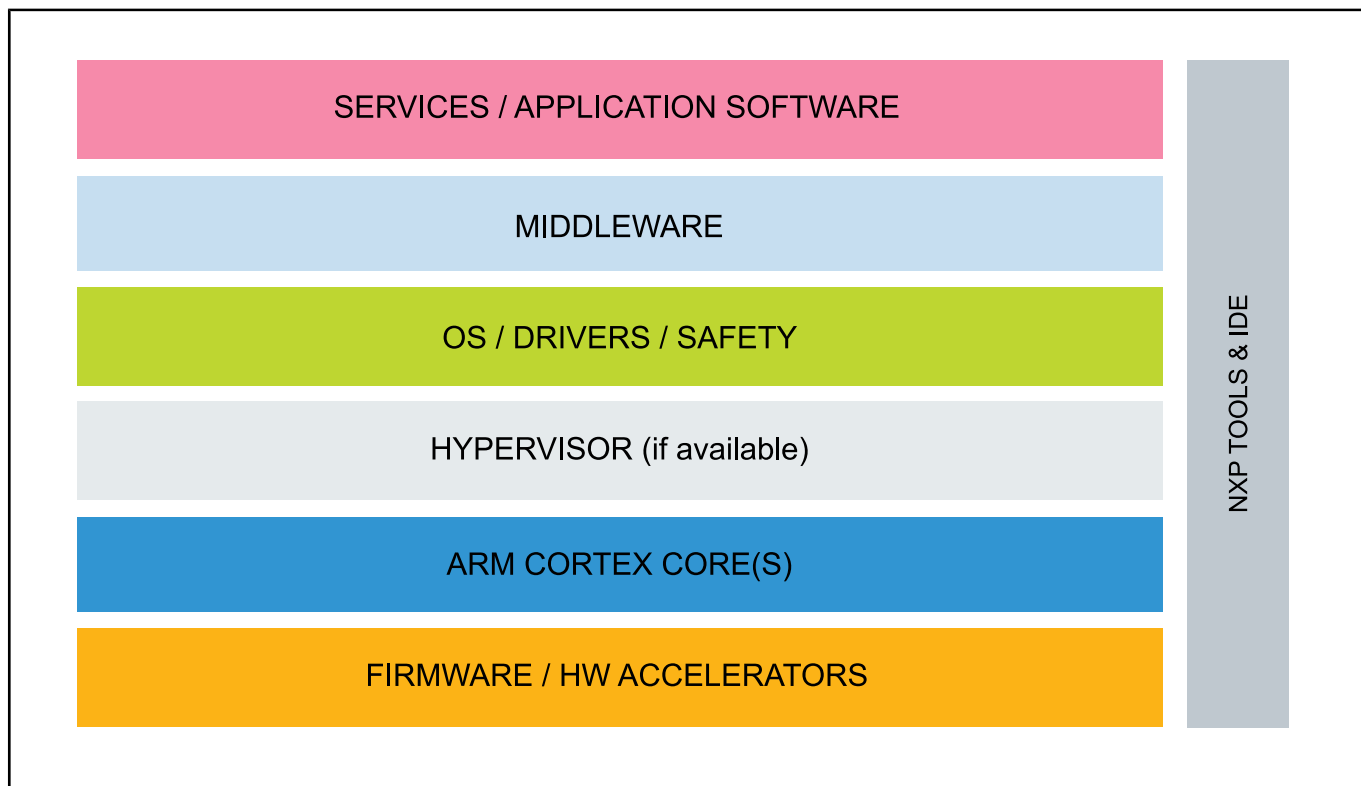 SERVICES / APPLICATION SOFTWARE
MIDDLEWARE
OS / DRIVERS / SAFETY
HYPERVISOR (if available)
ARM CORTEX CORE(S)
FIRMWARE / HW ACCELERATORS
NXP TOOLS & IDE